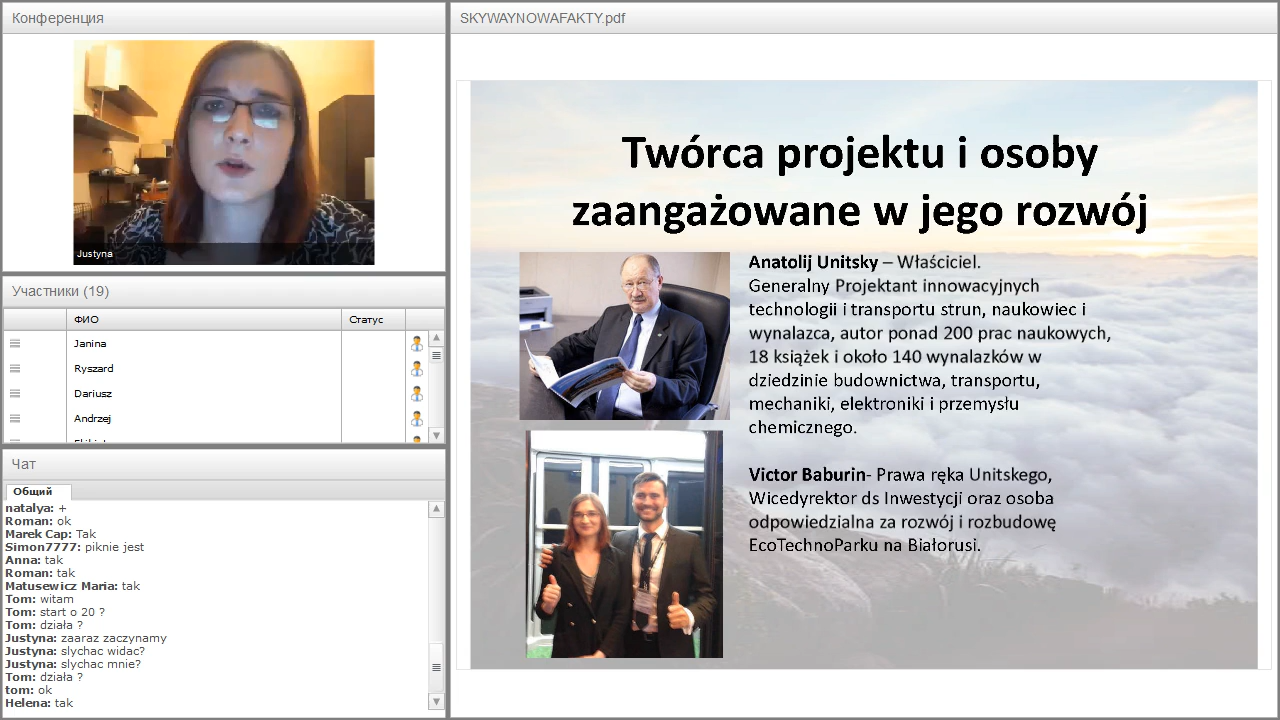 Конференция
Justyna
Участники (19)
ФИО
Статус
Janina
Ryszard
Dariusz
Andrzej
Чат
Общий
natalya: +
Roman: ok
Marek Cap: Tak
Simon7777: piknie jest
Anna: tak
Roman: tak
Matusewicz Maria: tak
Tom: witam
Tom: start o 20 ?
Tom: działa ?
Justyna: zaaraz zaczynamy
Justyna: slychac widac?
Justyna: slychac mnie?
Tom: działa ?
tom: ok
Helena: tak
SKYWAYNOWAFAKTY.pdf
Twórca projektu i osoby
zaangażowane w jego rozwój
Anatolij Unitsky – Właściciel.
Generalny Projektant innowacyjnych
technologii i transportu strun, naukowiec i
wynalazca, autor ponad 200 prac naukowych,
18 książek i około 140 wynalazków w
dziedzinie budownictwa, transportu,
mechaniki, elektroniki i przemysłu
chemicznego.
Victor Baburin- Prawa ręka Unitskego,
Wicedyrektor ds Inwestycji oraz osoba
odpowiedzialna za rozwój i rozbudowę
EcoTechnoParku na Białorusi.